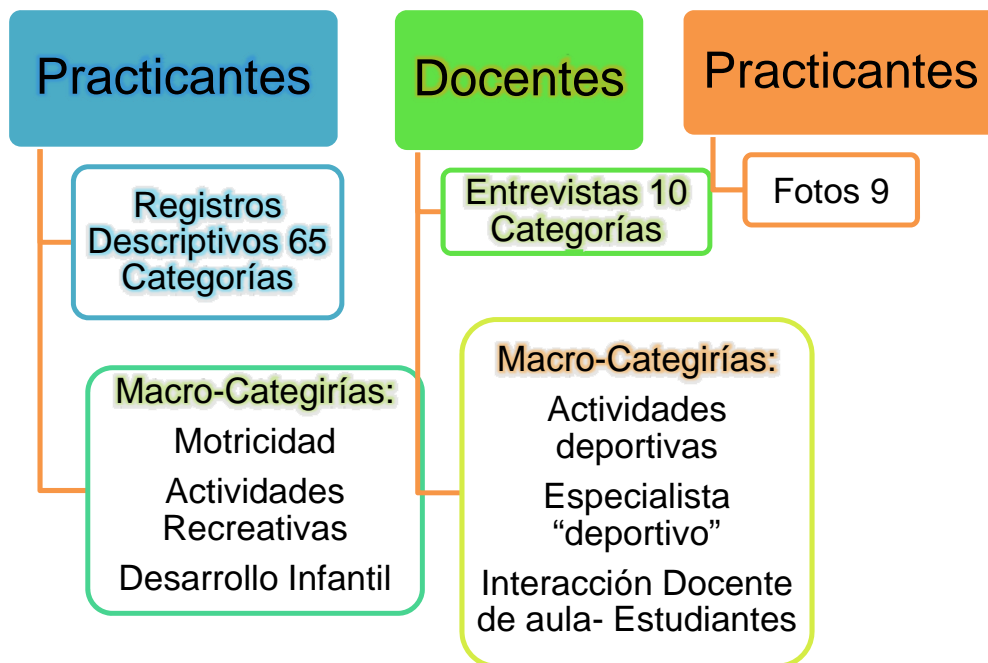 Practicantes
Registros
Descriptivos 65
Categorías
Macro-Categirías:
Motricidad
Actividades
Recreativas
Desarrollo Infantil
Docentes
Entrevistas 10
Categorías
Macro-Categirías:
Actividades
deportivas
Especialista
“deportivo”
Interacción Docente
de aula- Estudiantes
Practicantes
Fotos 9